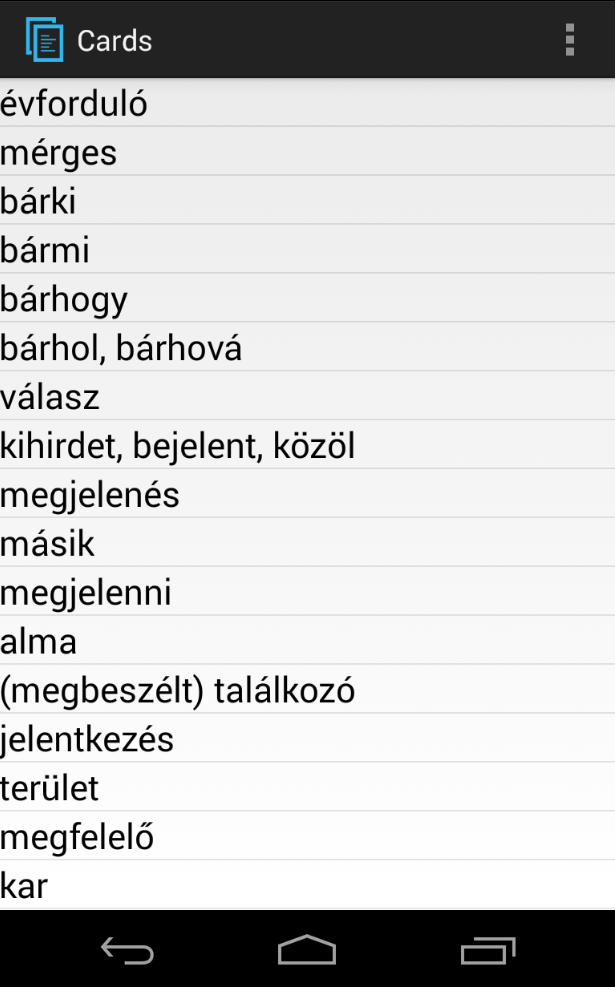 Cards
évforduló
mérges
bárki
bármi
bárhogy
bárhol, bárhová
válasz
kihirdet, bejelent, közöl
megjelenés
másik
megjelenni
alma
(megbeszélt) találkozó
jelentkezés
terület
megfelelő
kar